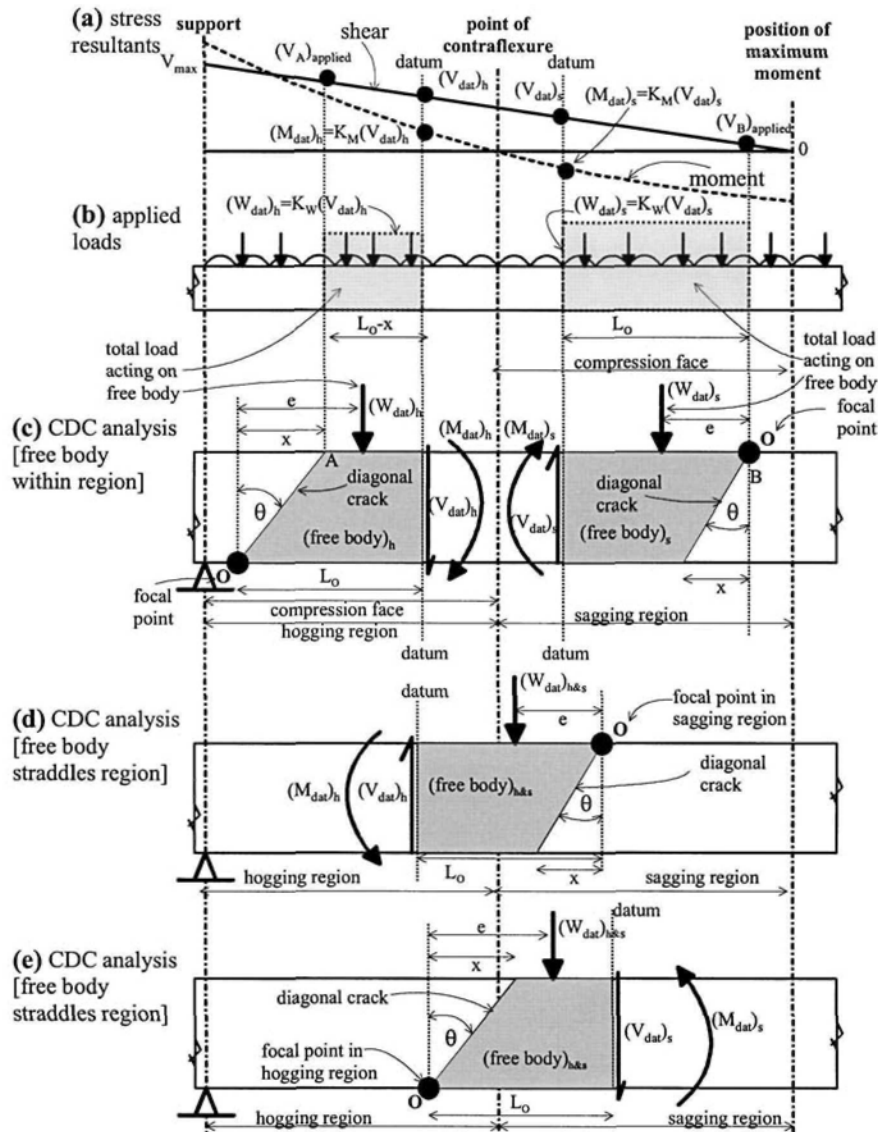 (a) stress
resultants
support
point of
contraflexure
position of
maximum
moment
V_max
shear
(V_A)_applied
datum
(V_dat)_h
datum
(V_dat)_s
(M_dat)_s=K_M(V_dat)_s
(V_B)_applied
0
(M_dat)_h=K_M(V_dat)_h
moment
(b) applied
loads
(W_dat)_h=K_W(V_dat)_h
(W_dat)_s=K_W(V_dat)_s
L_O-x
L_O
total load
acting on
free body
compression face
total load
acting on
free body
(c) CDC analysis
[free body
within region]
e
x
(W_dat)_h
(M_dat)_h
(M_dat)_s
(W_dat)_s
e
O
focal
point
A
B
θ
diagonal
crack
(free body)_h
(V_dat)_h
(V_dat)_s
diagonal
crack
(free body)_s
θ
O
focal
point
L_O
x
compression face
hogging region
sagging region
datum
datum
(d) CDC analysis
[free body
straddles region]
datum
(W_dat)_h&s
e
O
focal point in
sagging region
(M_dat)_h
(V_dat)_h
(free body)_h&s
θ
diagonal
crack
L_O
x
hogging region
sagging region
(e) CDC analysis
[free body
straddles region]
datum
e
(W_dat)_h&s
x
diagonal crack
θ
focal point in
hogging region
(free body)_h&s
(V_dat)_s
(M_dat)_s
O
L_O
hogging region
sagging region